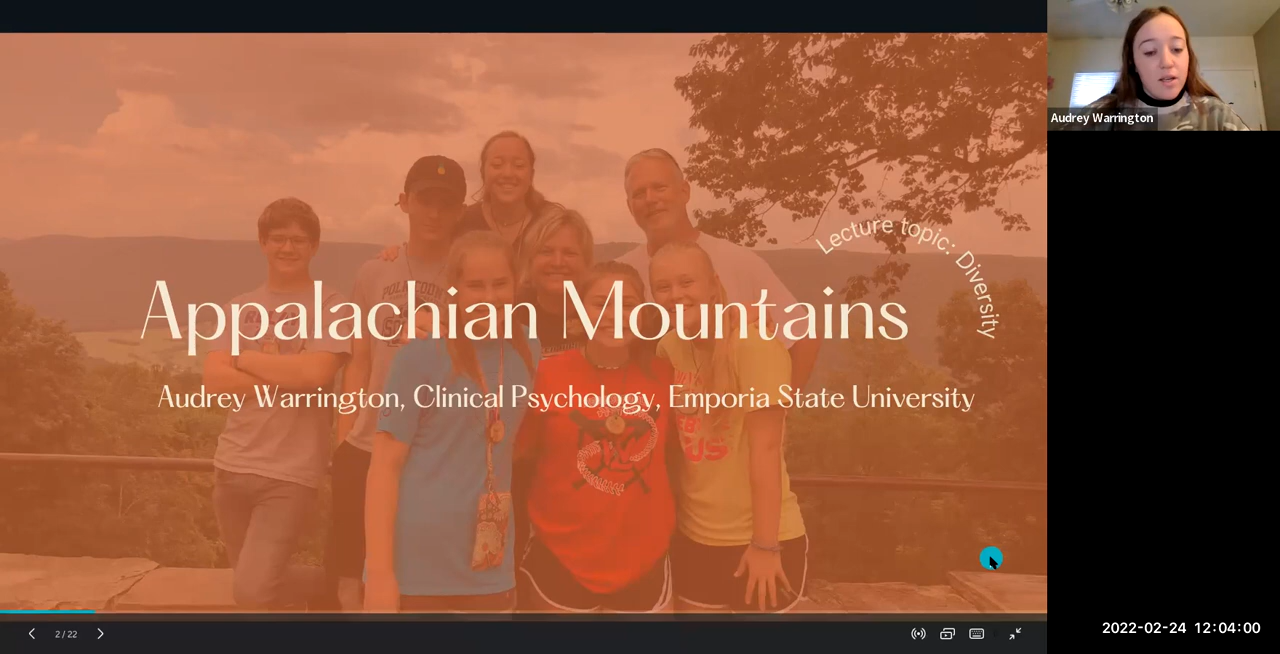 Audrey Warrington
Lecture topic: Diversity
Appalachian Mountains
Audrey Warrington, Clinical Psychology, Emporia State University
US
2 / 22
2022-02-24 12:04:00